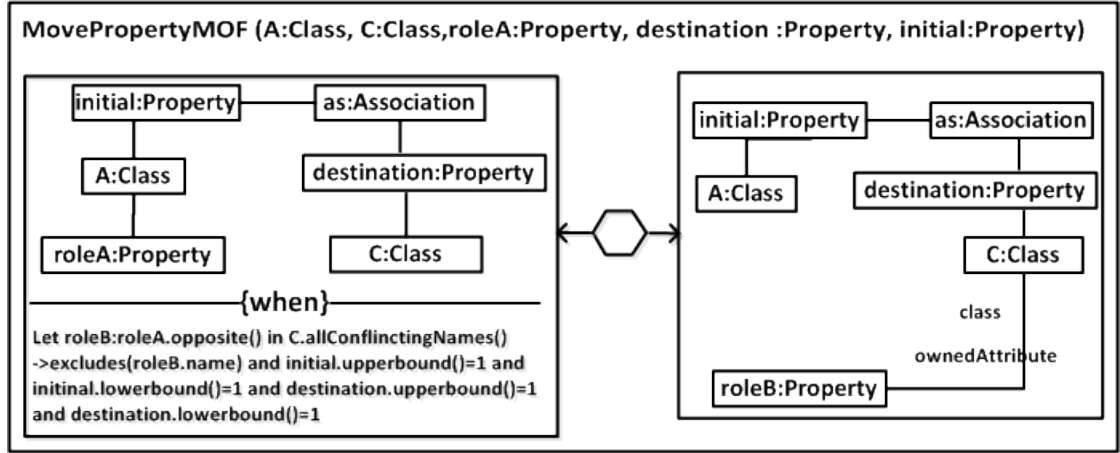 MovePropertyMOF (A:Class, C:Class,roleA:Property, destination :Property, initial:Property)
initial:Property
as:Association
A:Class
destination:Property
roleA:Property
C:Class
{when}
Let roleB:roleA.opposite() in C.allConflinctingNames()
->excludes(roleB.name) and initial.upperbound()=1 and
initinal.lowerbound()=1 and destination.upperbound()=1
and destination.lowerbound()=1
initial:Property
as:Association
A:Class
destination:Property
C:Class
class
ownedAttribute
roleB:Property